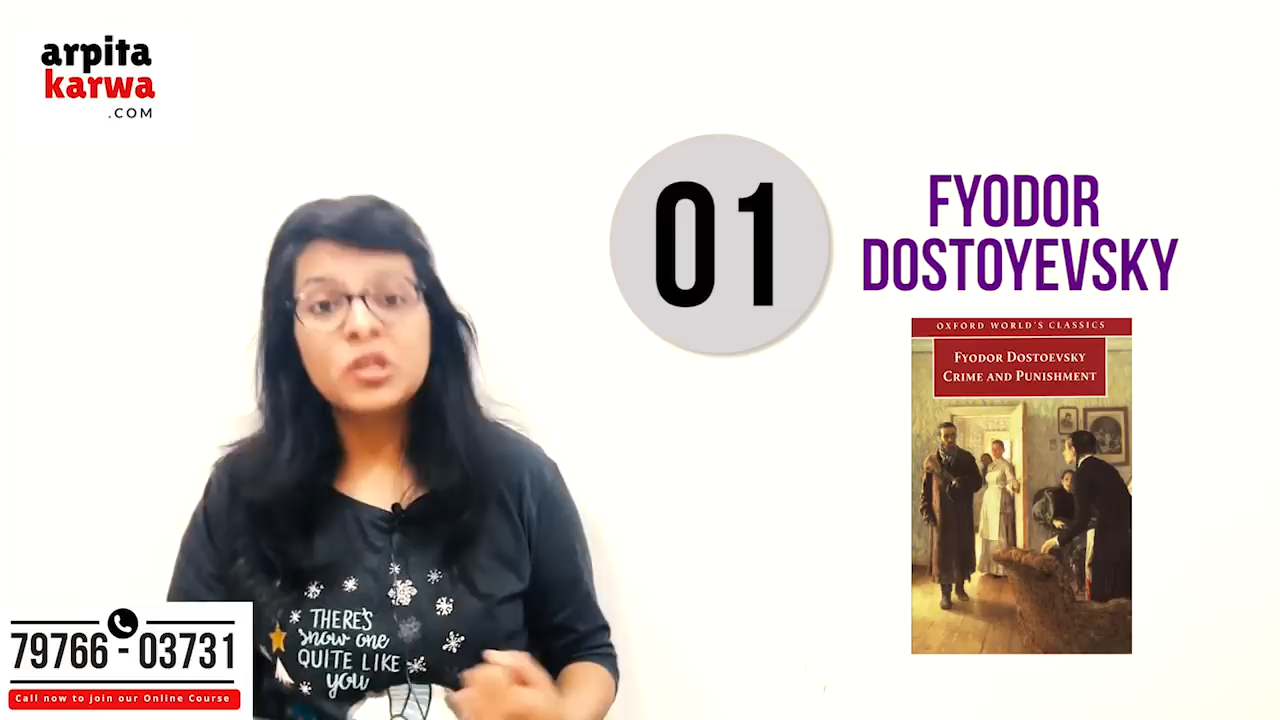 arpita
karwa
.COM
01
FYODOR
DOSTOYEVSKY
OXFORD WORLD'S CLASSICS
FYODOR DOSTOEVSKY
CRIME AND PUNISHMENT
THERE'S
snow one
QUITE LIKE
you
79766 - 03731
Call now to join our Online Course